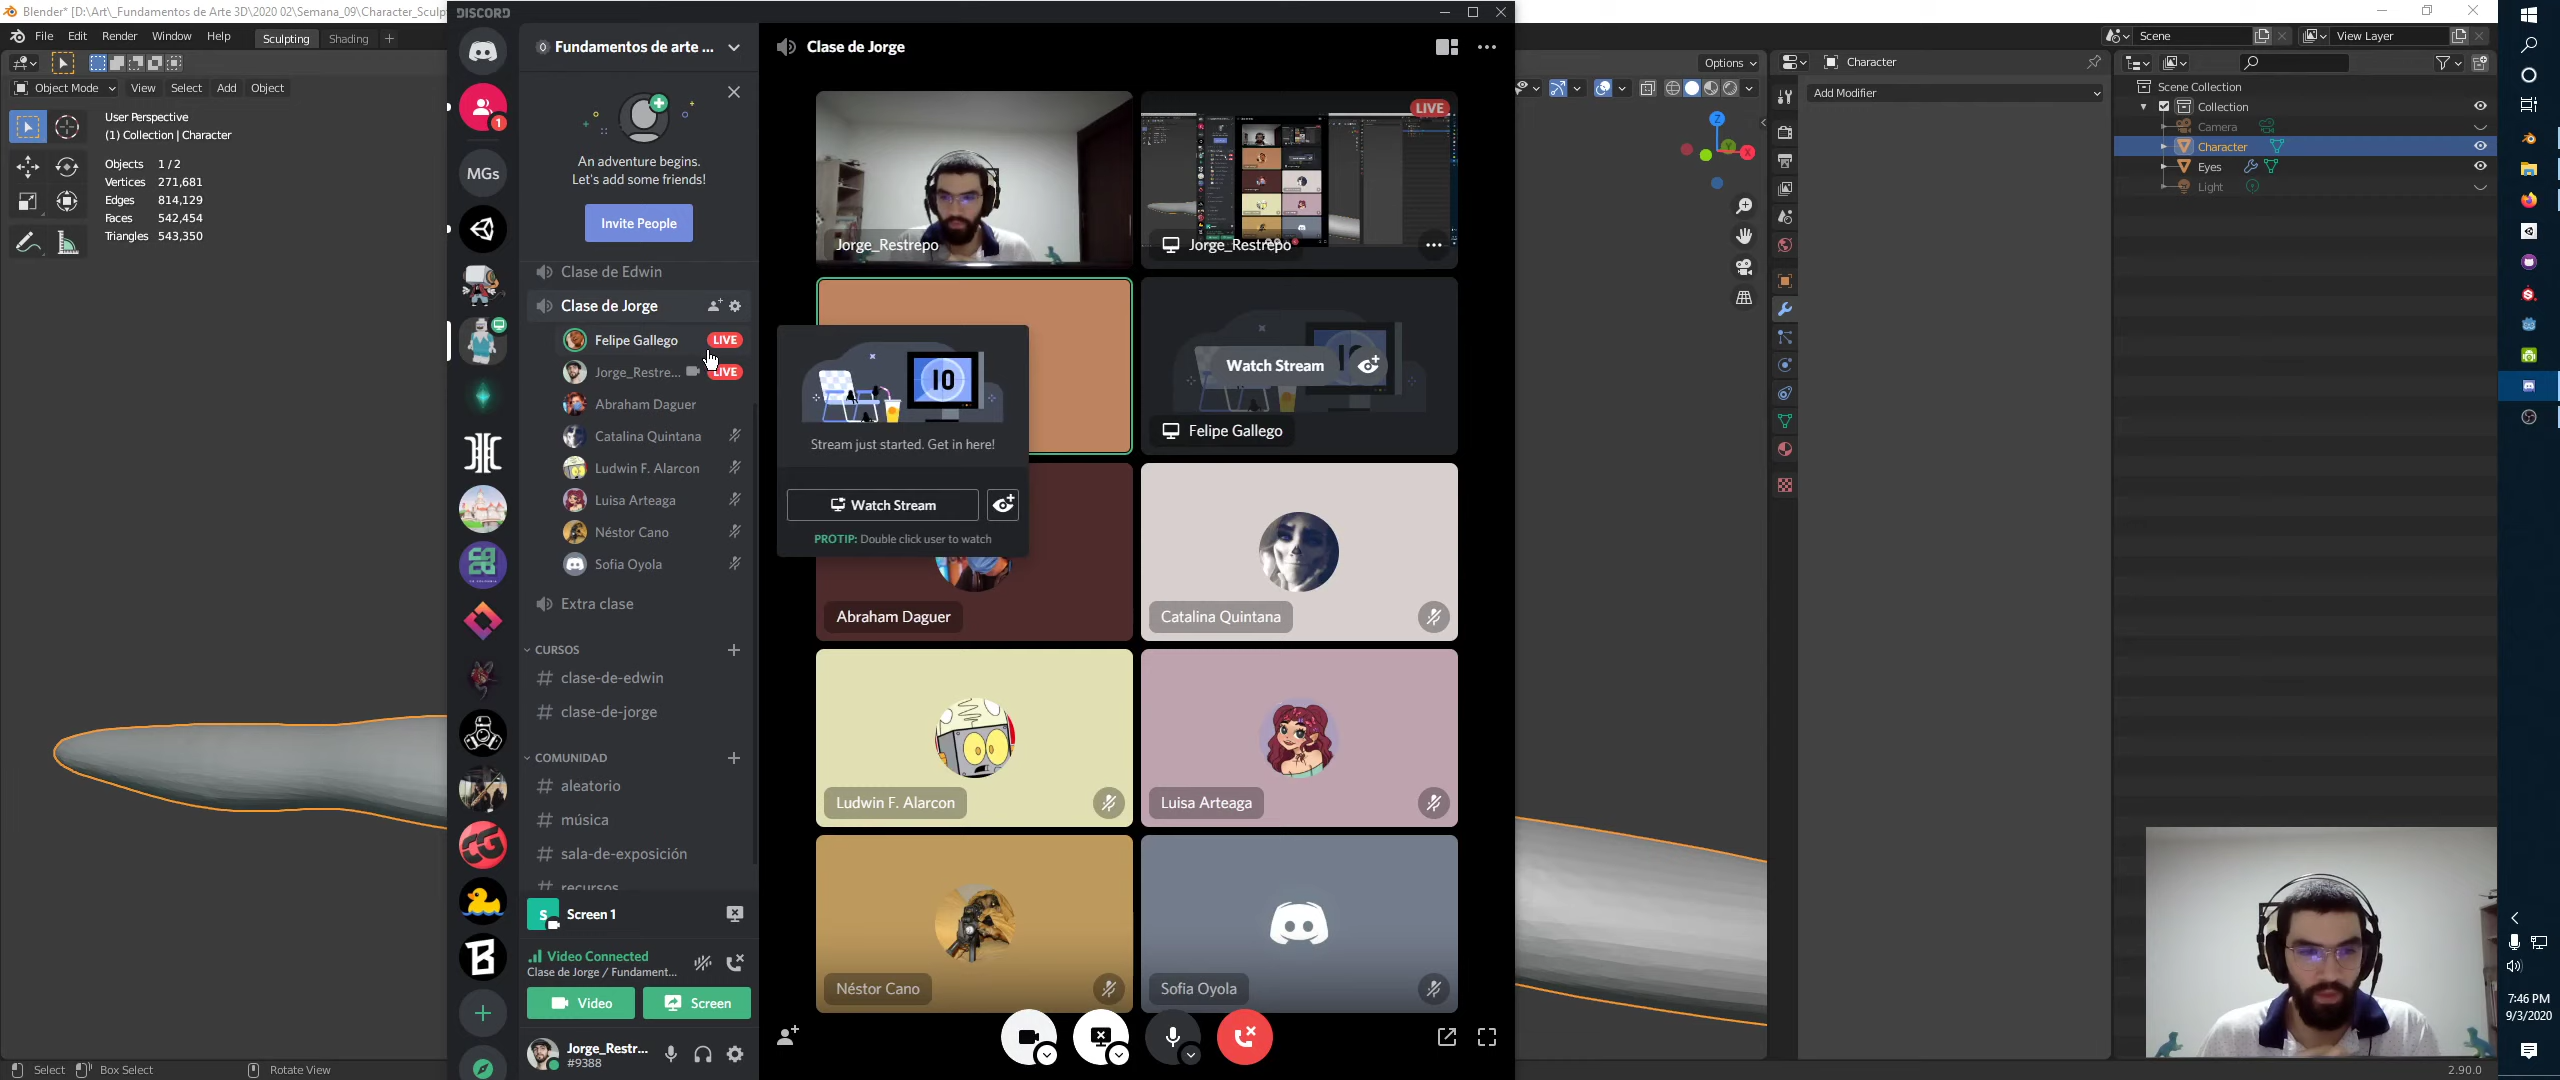 Blender* [D:\Art\_Fundamentos de Arte 3D\2020 02\Semana_09\Character_Sculp
File Edit Render Window Help Sculpting Shading +
Object Mode View Select Add Object
User Perspective
(1) Collection | Character
Objects 1/2
Vertices 271,681
Edges 814,129
Faces 542,454
Triangles 543,350
Select Box Select Rotate View
DISCORD
Fundamentos de arte ...
An adventure begins.
Let's add some friends!
Invite People
MGs
1
Clase de Edwin
Clase de Jorge
Felipe Gallego LIVE
Jorge_Restre... LIVE
Abraham Daguer
Catalina Quintana
Ludwin F. Alarcon
Luisa Arteaga
Néstor Cano
Sofia Oyola
Extra clase
CURSOS
# clase-de-edwin
# clase-de-jorge
COMUNIDAD
# aleatorio
# música
# sala-de-exposición
# recursos
S Screen 1
Video Connected
Clase de Jorge / Fundament...
Video Screen
Jorge_Restr...
#9388
Clase de Jorge
Jorge_Restrepo
LIVE
Jorge_Restrepo
10
Stream just started. Get in here!
Watch Stream
PROTIP: Double click user to watch
Watch Stream
Felipe Gallego
Abraham Daguer
Catalina Quintana
Ludwin F. Alarcon
Luisa Arteaga
Néstor Cano
Sofia Oyola
Options
Z
X
Y
Character
Add Modifier
Scene
View Layer
Scene Collection
Collection
Camera
Character
Eyes
Light
2.90.0
7:46 PM
9/3/2020